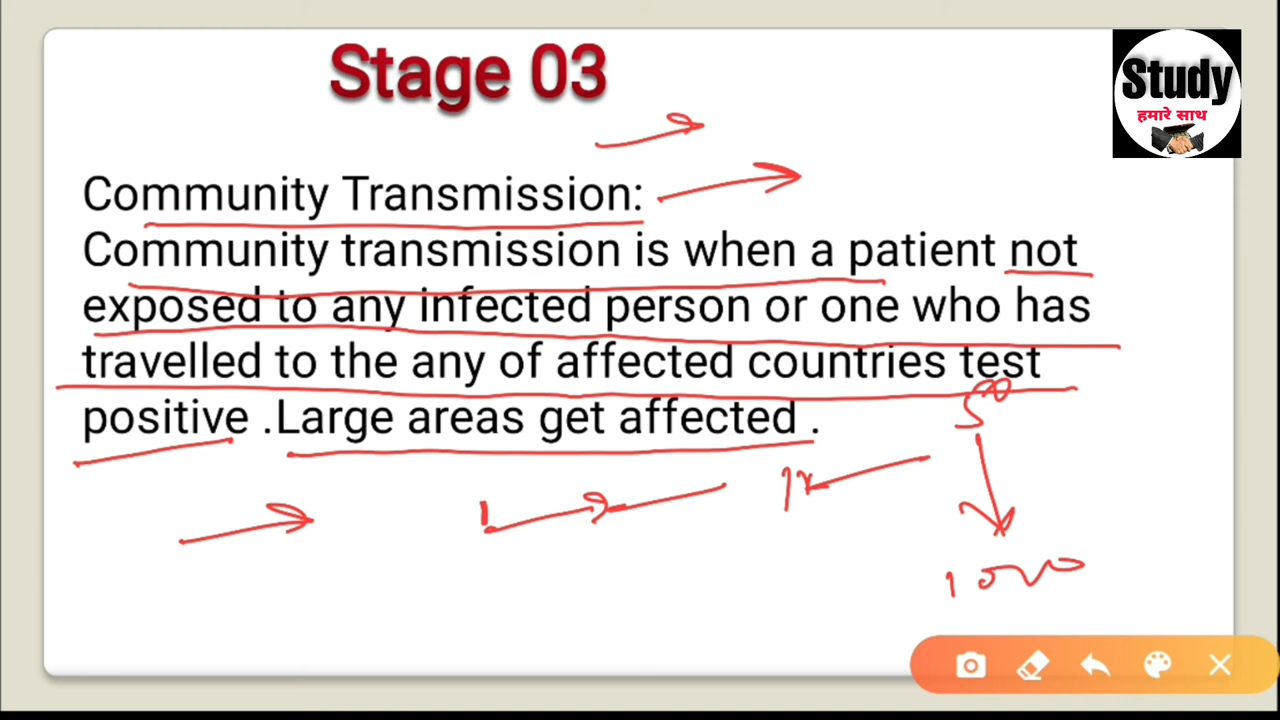 Stage 03
Study
हमारे साथ
Community Transmission:
Community transmission is when a patient not
exposed to any infected person or one who has
travelled to the any of affected countries test
positive .Large areas get affected .